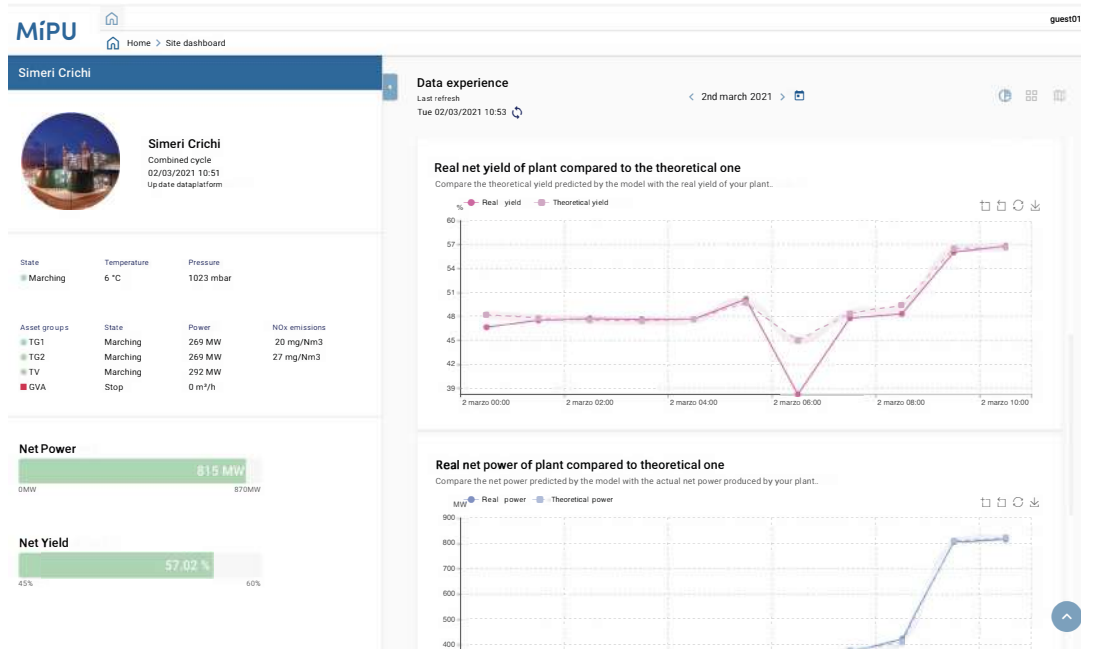 MíPU
guest01
Home > Site dashboard
Simeri Crichi
Simeri Crichi
Combined cycle
02/03/2021 10:51
Update dataplatform
State Temperature Pressure
Marching 6 °C 1023 mbar
Asset groups State Power NOx emissions
TG1 Marching 269 MW 20 mg/Nm3
TG2 Marching 269 MW 27 mg/Nm3
TV Marching 292 MW
GVA Stop 0 m³/h
Net Power
815 MW
0MW 870MW
Net Yield
57.02 %
45% 60%
Data experience
Last refresh
Tue 02/03/2021 10:53
< 2nd march 2021 >
Real net yield of plant compared to the theoretical one
Compare the theoretical yield predicted by the model with the real yield of your plant..
% Real yield Theoretical yield
60
57
54
51
48
45
42
39
2 marzo 00:00 2 marzo 02:00 2 marzo 04:00 2 marzo 06:00 2 marzo 08:00 2 marzo 10:00
Real net power of plant compared to theoretical one
Compare the net power predicted by the model with the actual net power produced by your plant..
MW Real power Theoretical power
900
800
700
600
500
400